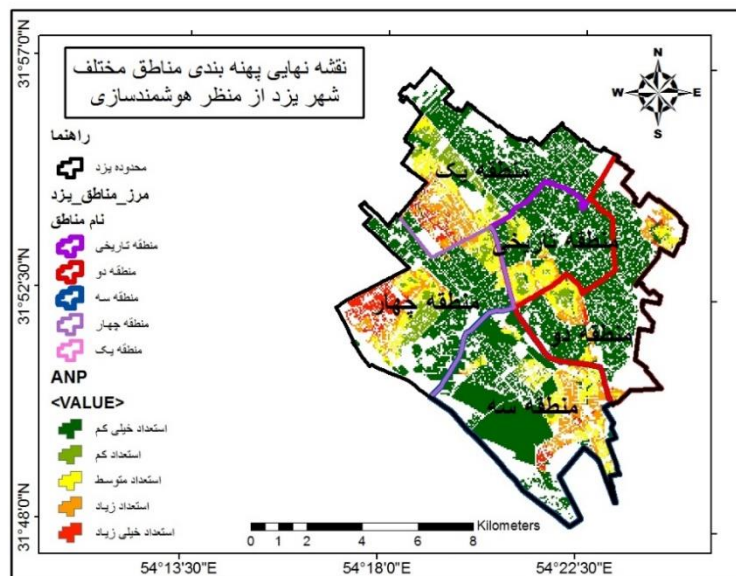 نقشه نهایی پهنه بندی مناطق مختلف
شهر یزد از منظر هوشمندسازی
N
W E
S
راهنما
محدوده یزد
مرز_مناطق_یزد
نام مناطق
منطقه تاریخی
منطقه دو
منطقه سه
منطقه چهار
منطقه یک
ANP
<VALUE>
استعداد خیلی کم
استعداد کم
استعداد متوسط
استعداد زیاد
استعداد خیلی زیاد
منطقه یک
منطقه تاریخی
منطقه چهار
منطقه دو
منطقه سه
0 1 2 4 6 8 Kilometers
31°57'0"N
31°52'30"N
31°48'0"N
54°13'30"E
54°18'0"E
54°22'30"E